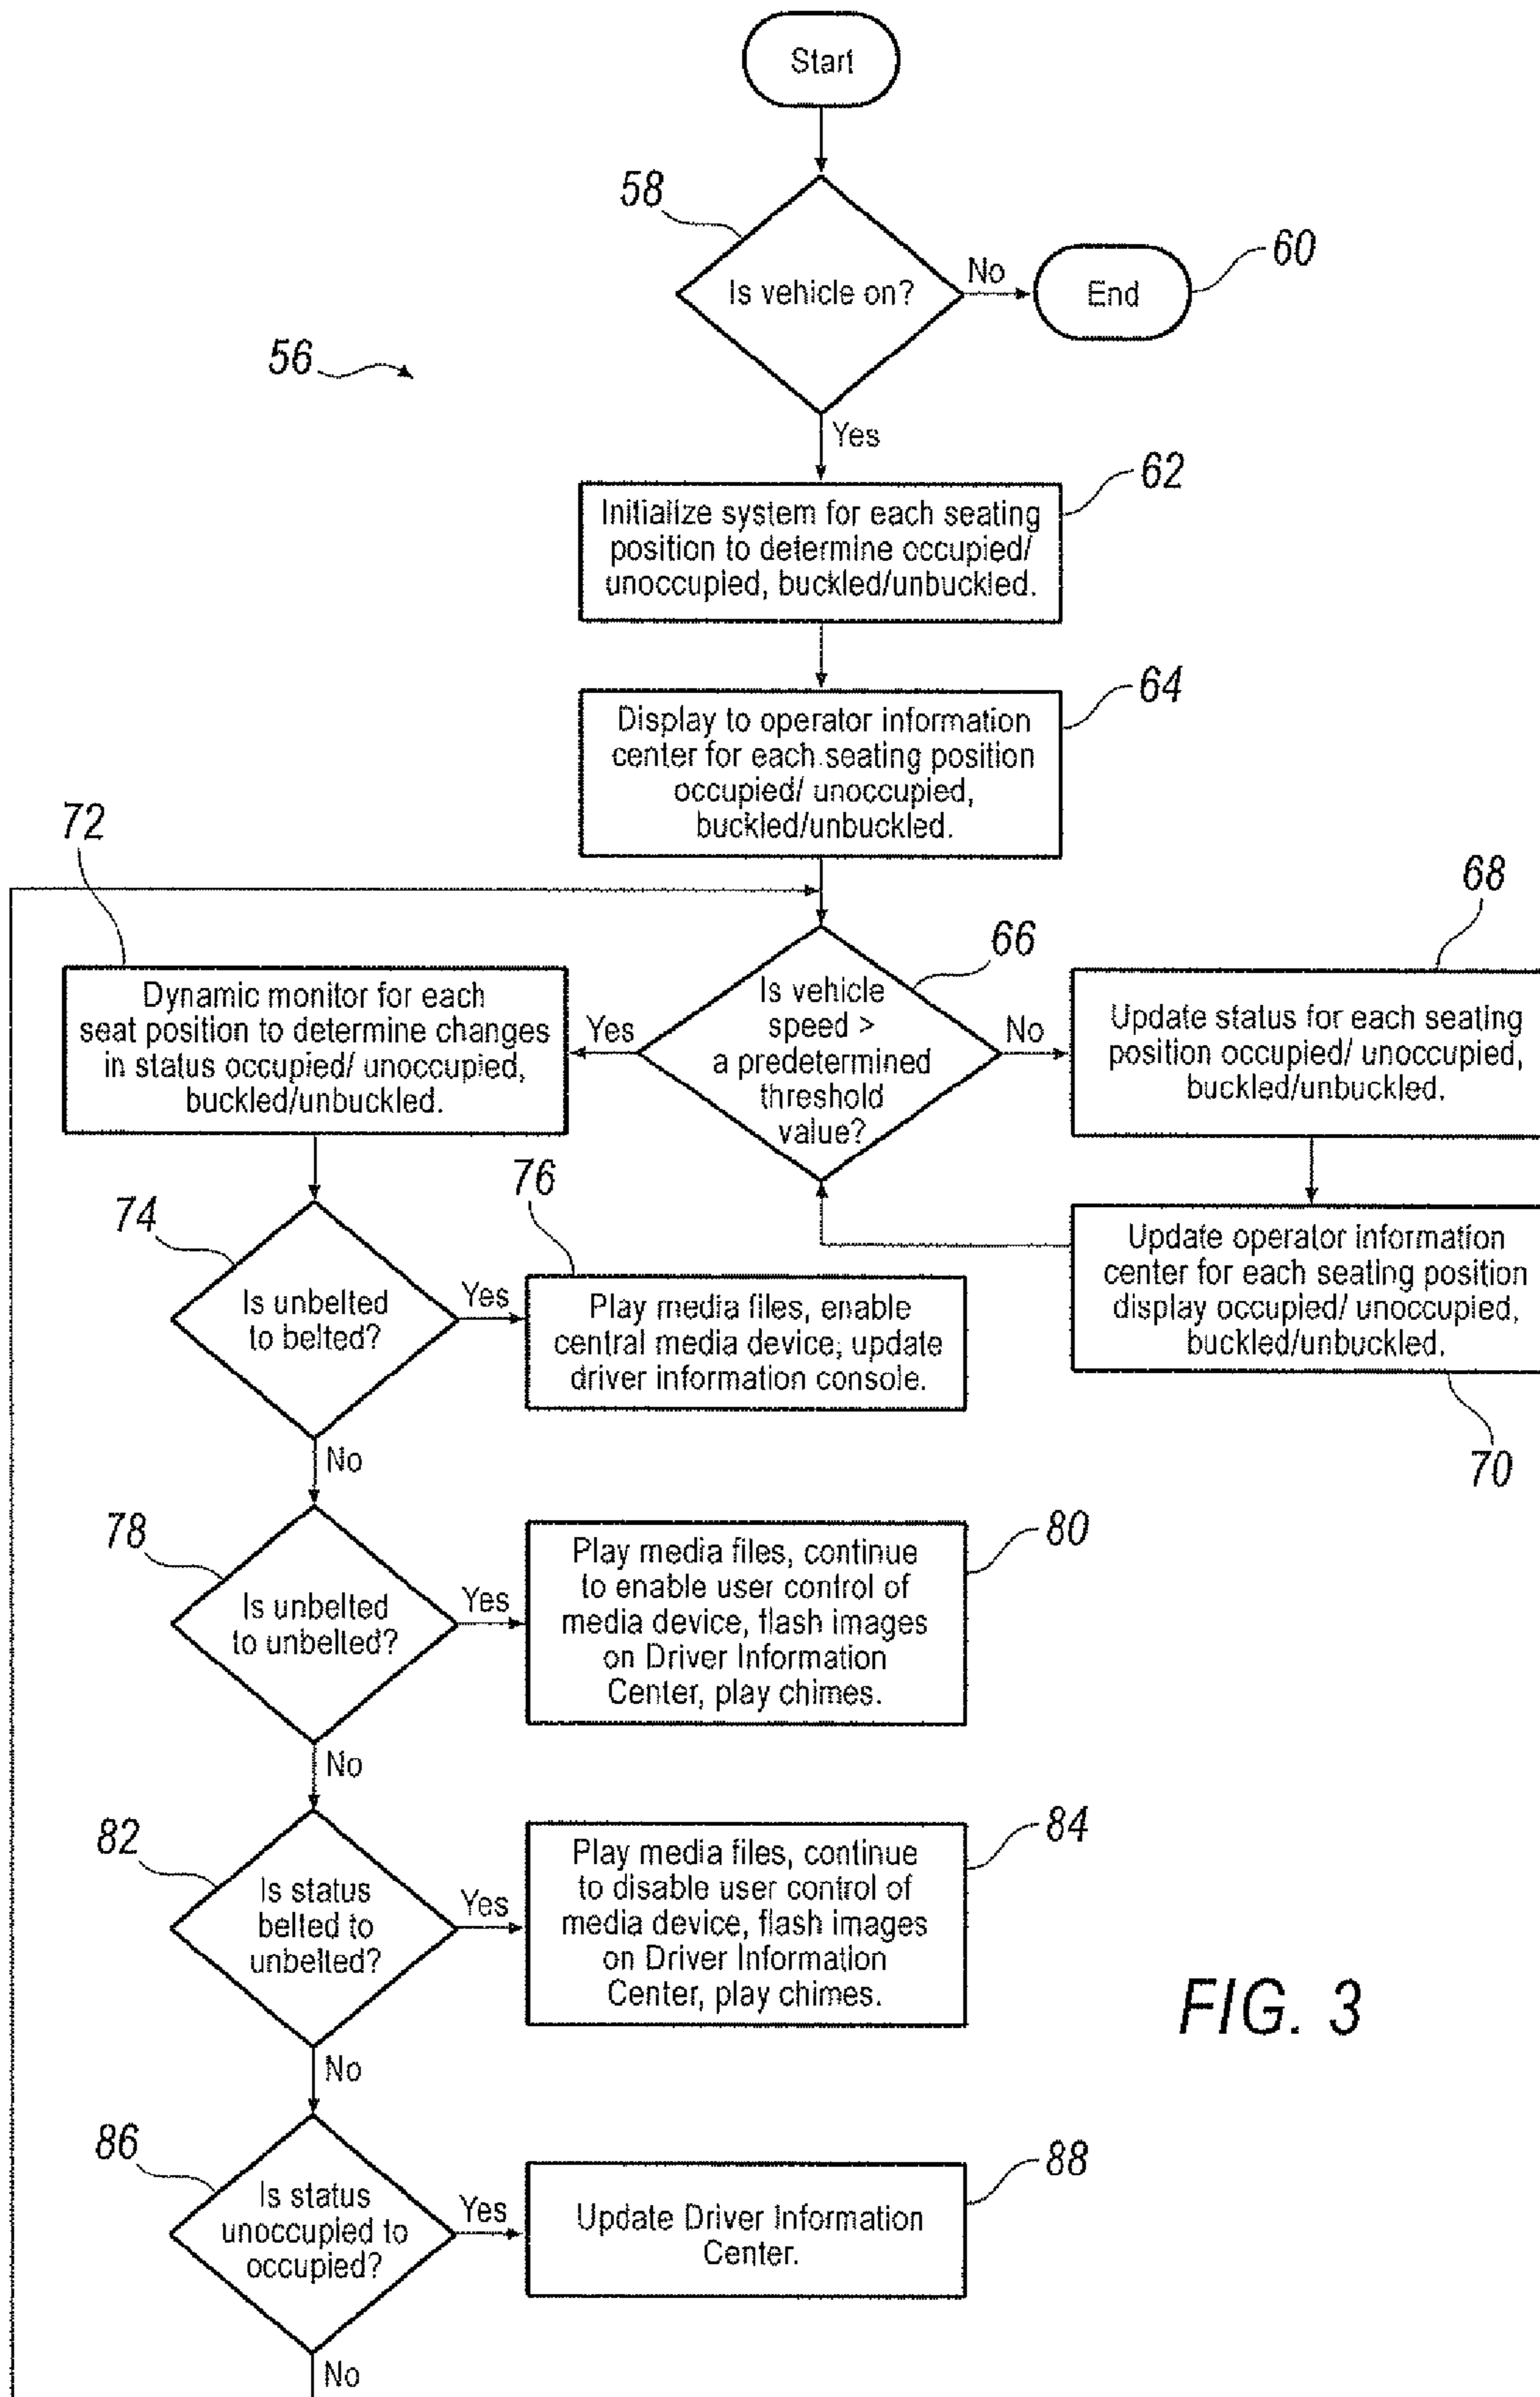 Start
58
Is vehicle on?
No
End
60
56
Yes
62
Initialize system for each seating
position to determine occupied/
unoccupied, buckled/unbuckled.
64
Display to operator information
center for each seating position
occupied/ unoccupied,
buckled/unbuckled.
72
Dynamic monitor for each
seat position to determine changes
in status occupied/ unoccupied,
buckled/unbuckled.
Yes
66
Is vehicle
speed >
a predetermined
threshold
value?
No
68
Update status for each seating
position occupied/ unoccupied,
buckled/unbuckled.
Update operator information
center for each seating position
display occupied/ unoccupied,
buckled/unbuckled.
70
74
Is unbelted
to belted?
Yes
76
Play media files, enable
central media device, update
driver information console.
No
78
Is unbelted
to unbelted?
Yes
80
Play media files, continue
to enable user control of
media device, flash images
on Driver Information
Center, play chimes.
No
82
Is status
belted to
unbelted?
Yes
84
Play media files, continue
to disable user control of
media device, flash images
on Driver Information
Center, play chimes.
No
86
Is status
unoccupied to
occupied?
Yes
88
Update Driver Information
Center.
No
FIG. 3